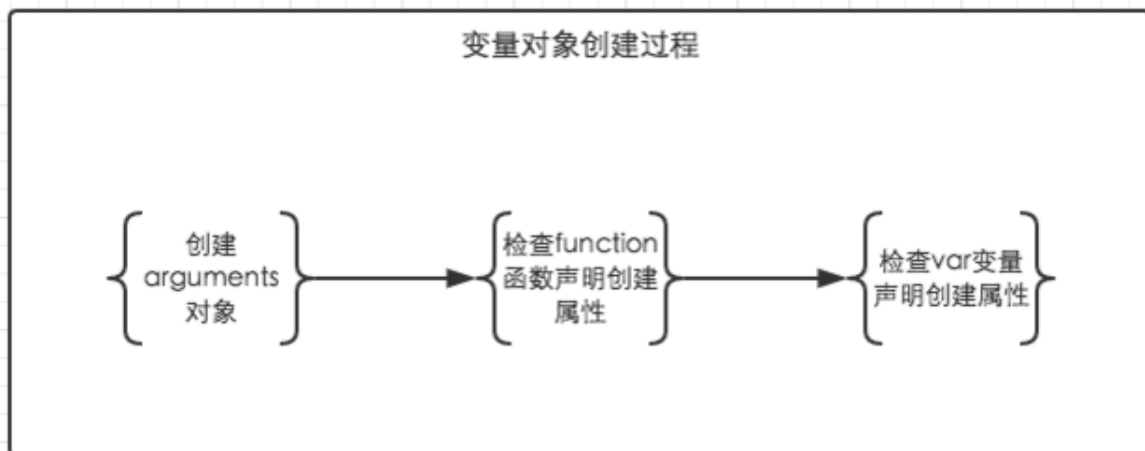 变量对象创建过程
创建
arguments
对象
检查function
函数声明创建
属性
检查var变量
声明创建属性